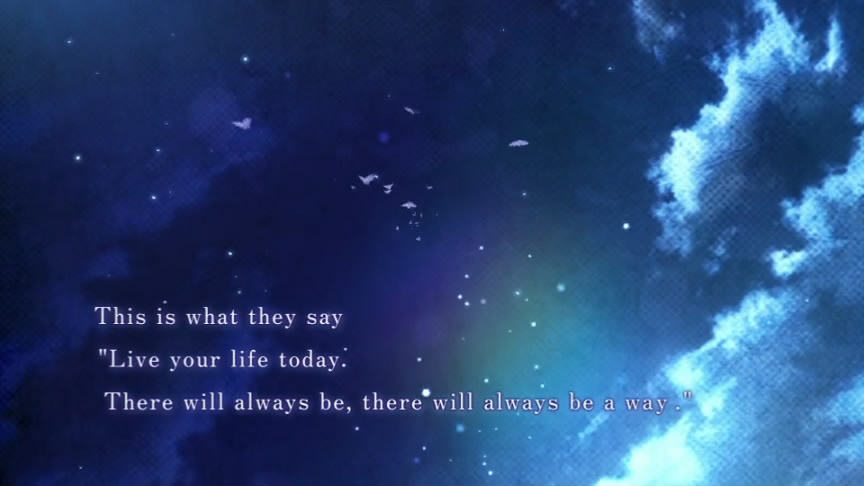 This is what they say
"Live your life today.
There will always be, there will always be a way ."